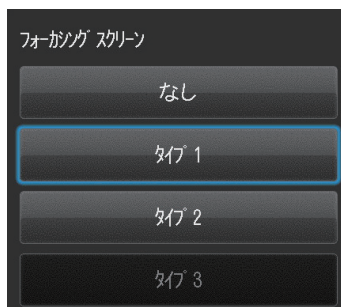 フォーカシング スクリーン
なし
タイプ 1
タイプ 2
タイプ 3